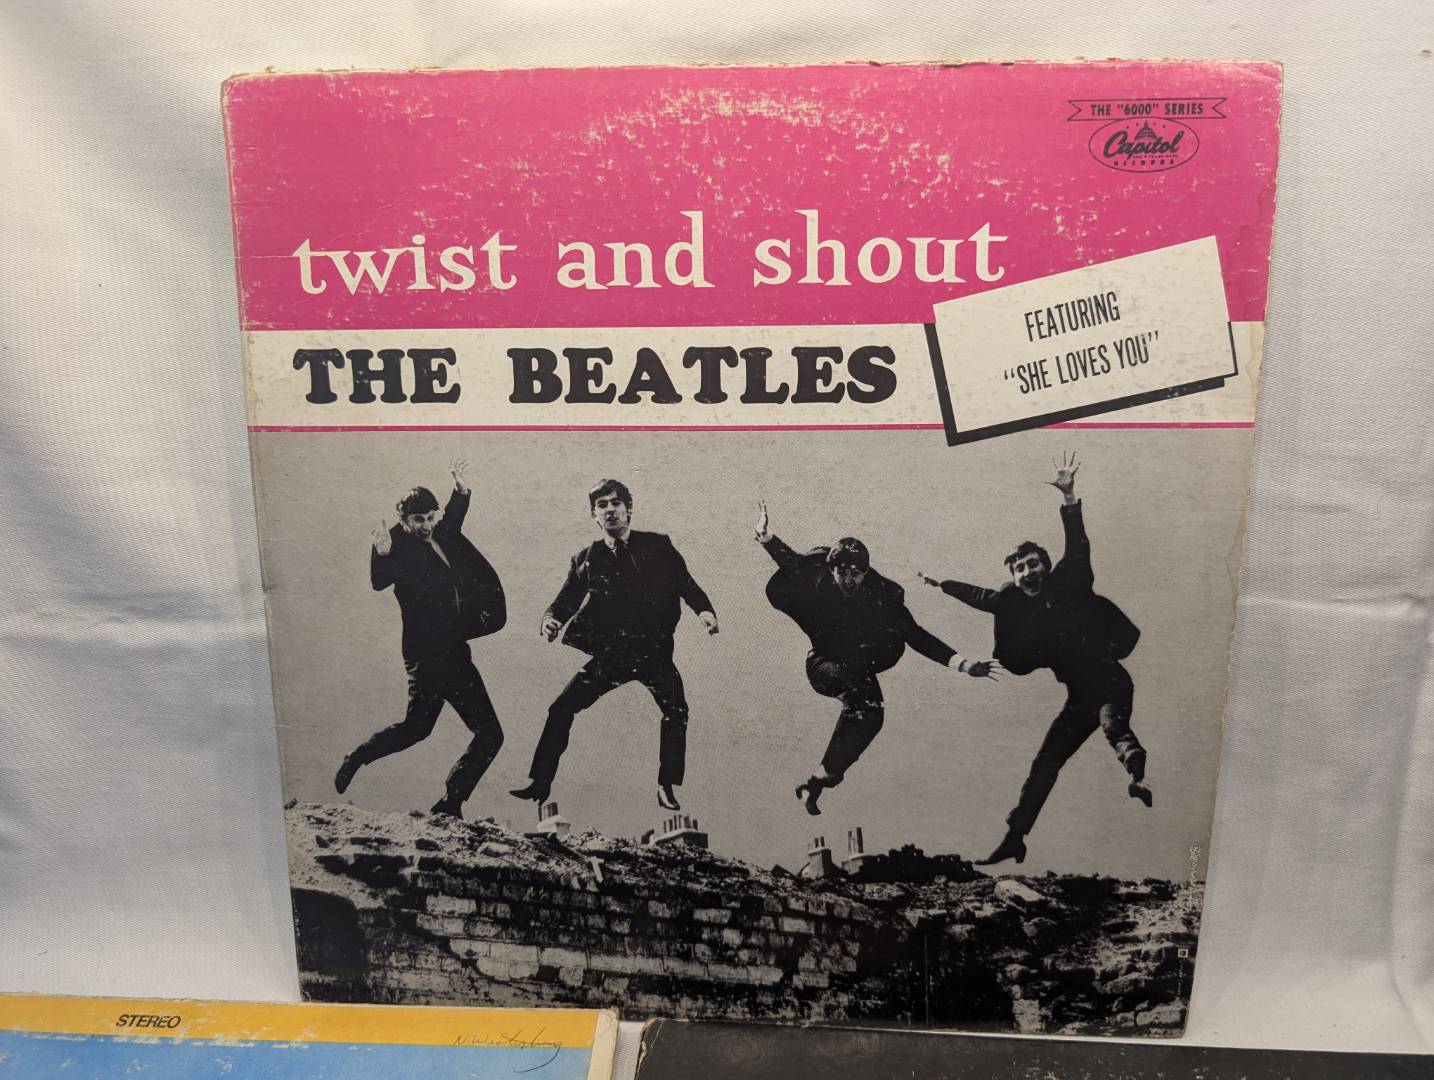 THE "6000" SERIES
Capitol
RECORDS
twist and shout
FEATURING
"SHE LOVES YOU"
THE BEATLES
STEREO